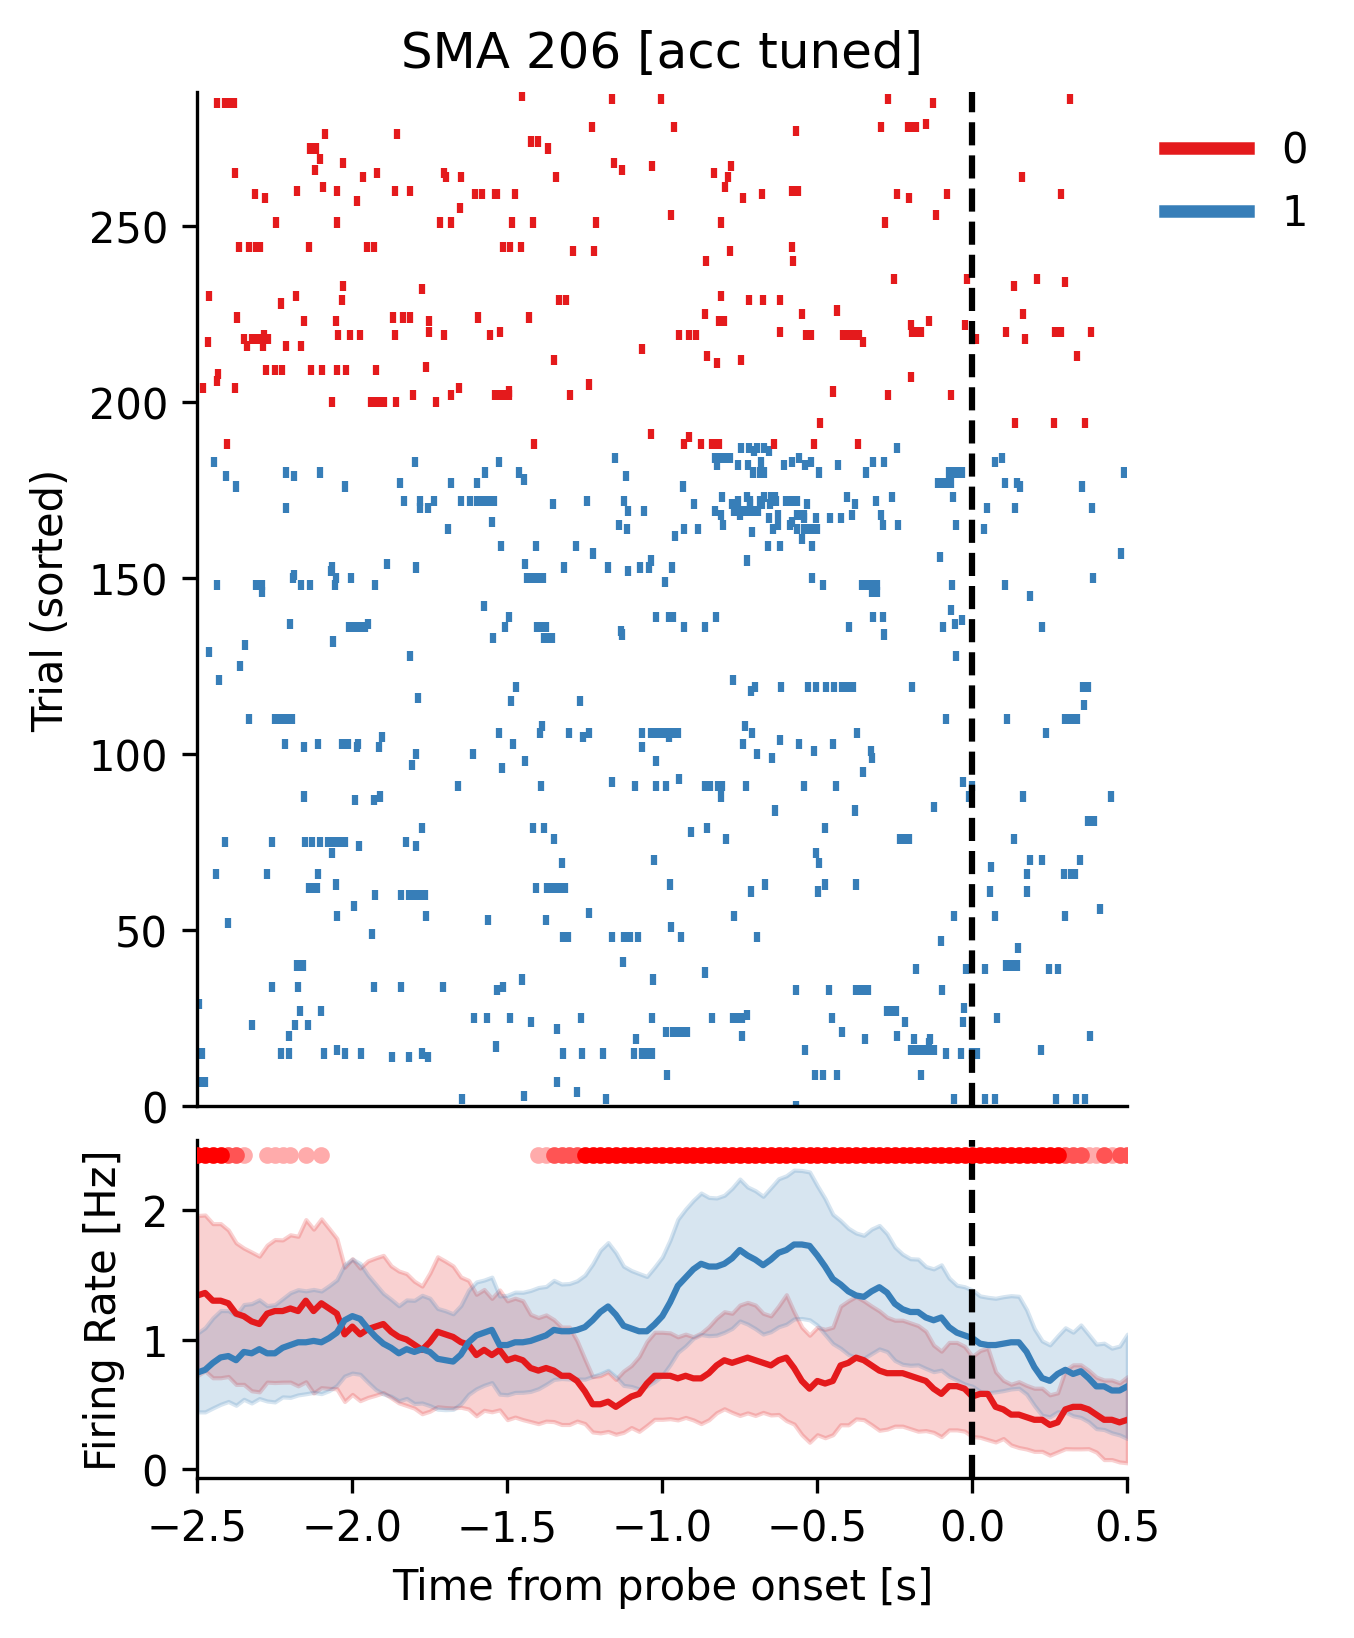 SMA 206 [acc tuned]
0
1
250
200
150
100
50
0
Trial (sorted)
2
1
0
Firing Rate [Hz]
−2.5 −2.0 −1.5 −1.0 −0.5 0.0 0.5
Time from probe onset [s]